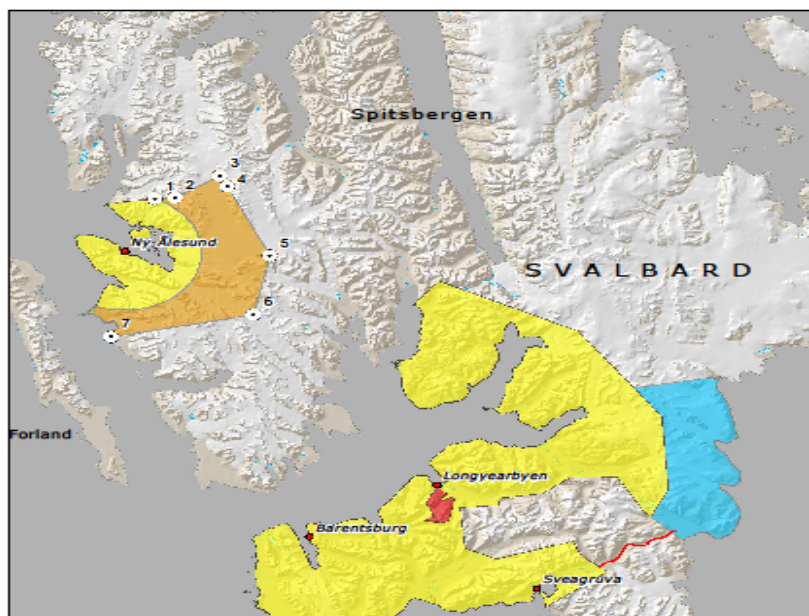 Spitsbergen
3
4
1
2
Ny-Ålesund
5
SVALBARD
6
7
Forland
Longyearbyen
Barentsburg
Sveagruva